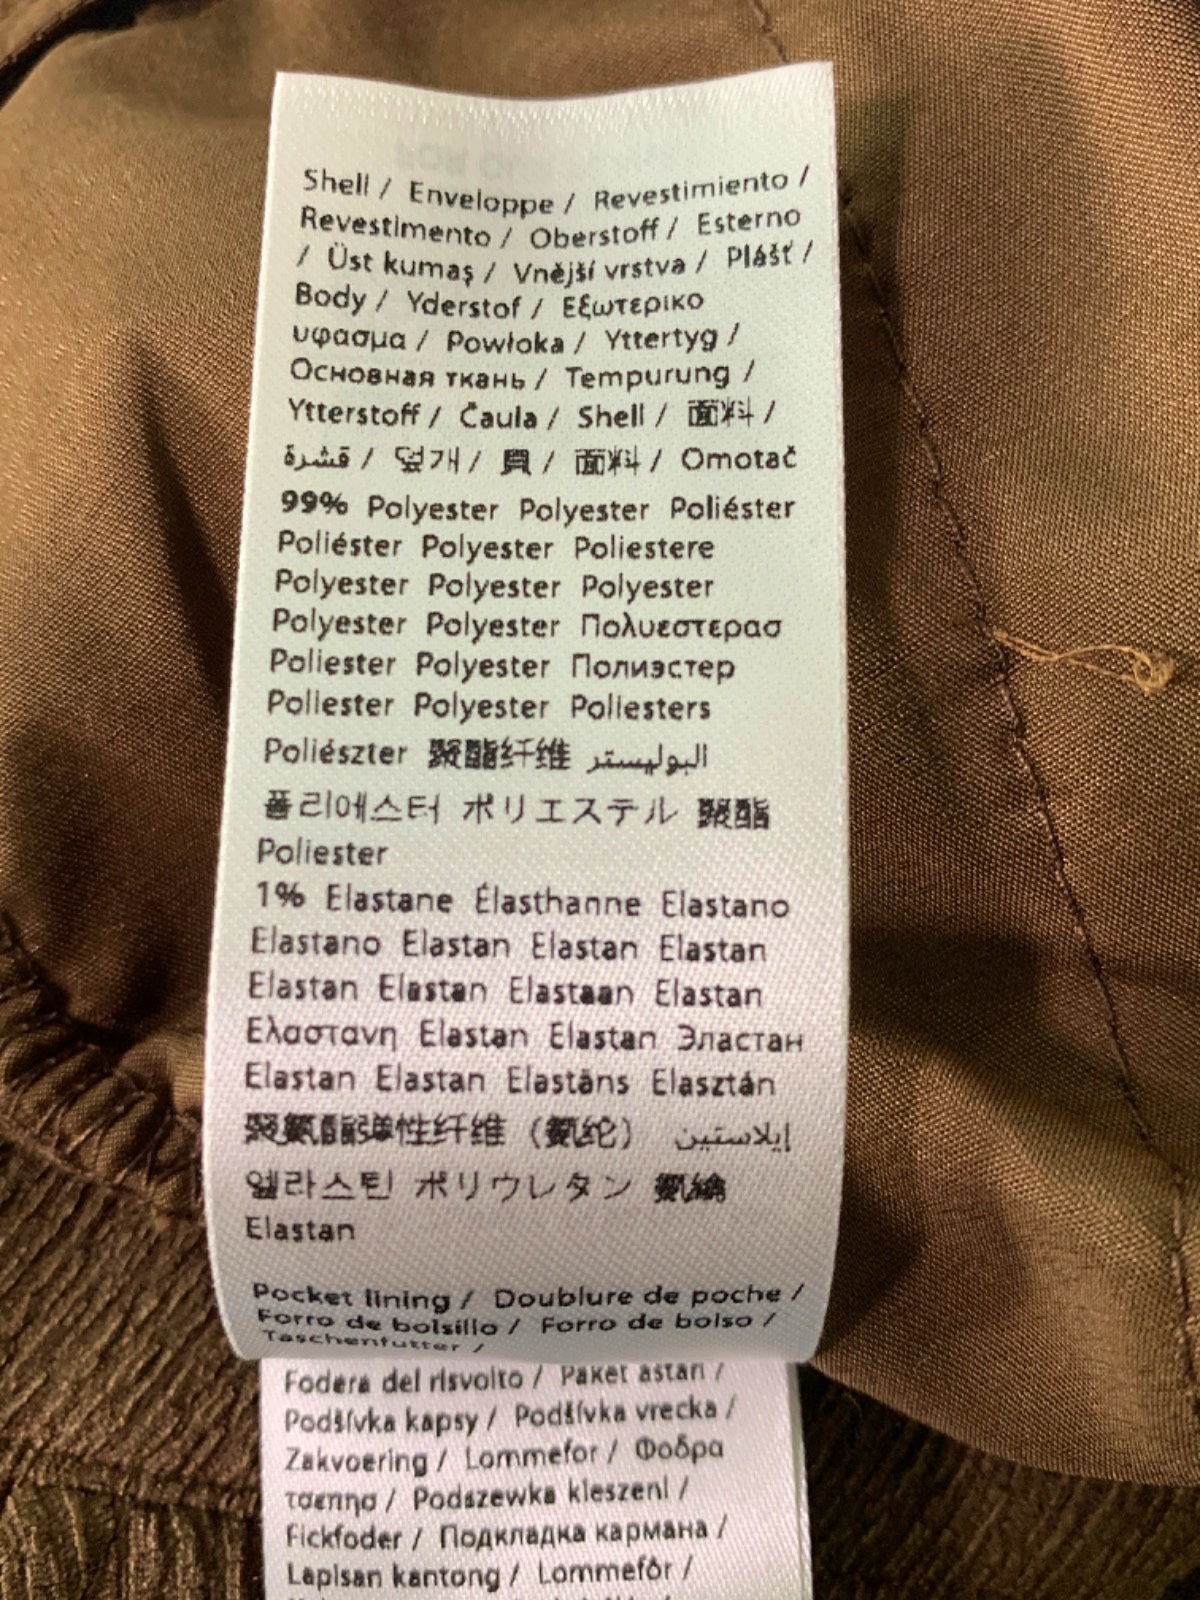 Shell / Enveloppe / Revestimiento /
Revestimento / Oberstoff / Esterno
/ Üst kumaş / Vnější vrstva / Plášť /
Body / Yderstof / Εξωτερικο
υφασμα / Powłoka / Yttertyg /
Основная ткань / Tempurung /
Ytterstoff / Čaula / Shell / 面料 /
قشرة / 덮개 / 貝 / 面料 / Omotač
99% Polyester Polyester Poliéster
Poliéster Polyester Poliestere
Polyester Polyester Polyester
Polyester Polyester Πολυεστερασ
Poliester Polyester Полиэстер
Poliester Polyester Poliesters
Poliészter 聚酯纤维 البوليستر
폴리에스터 ポリエステル 聚酯
Poliester
1% Elastane Élasthanne Elastano
Elastano Elastan Elastan Elastan
Elastan Elastan Elastaan Elastan
Ελαστανη Elastan Elastan Эластан
Elastan Elastan Elastāns Elasztán
聚氨酯弹性纤维（氨纶） إيلاستين
엘라스틴 ポリウレタン 氨綸
Elastan
Pocket lining / Doublure de poche /
Forro de bolsillo / Forro de bolso /
Taschenfutter /
Fodera del risvolto / Paket astarı /
Podšívka kapsy / Podšívka vrecka /
Zakvoering / Lommefor / Φοδρα
τσεπησ / Podszewka kieszeni /
Fickfoder / Подкладка кармана /
Lapisan kantong / Lommefôr /